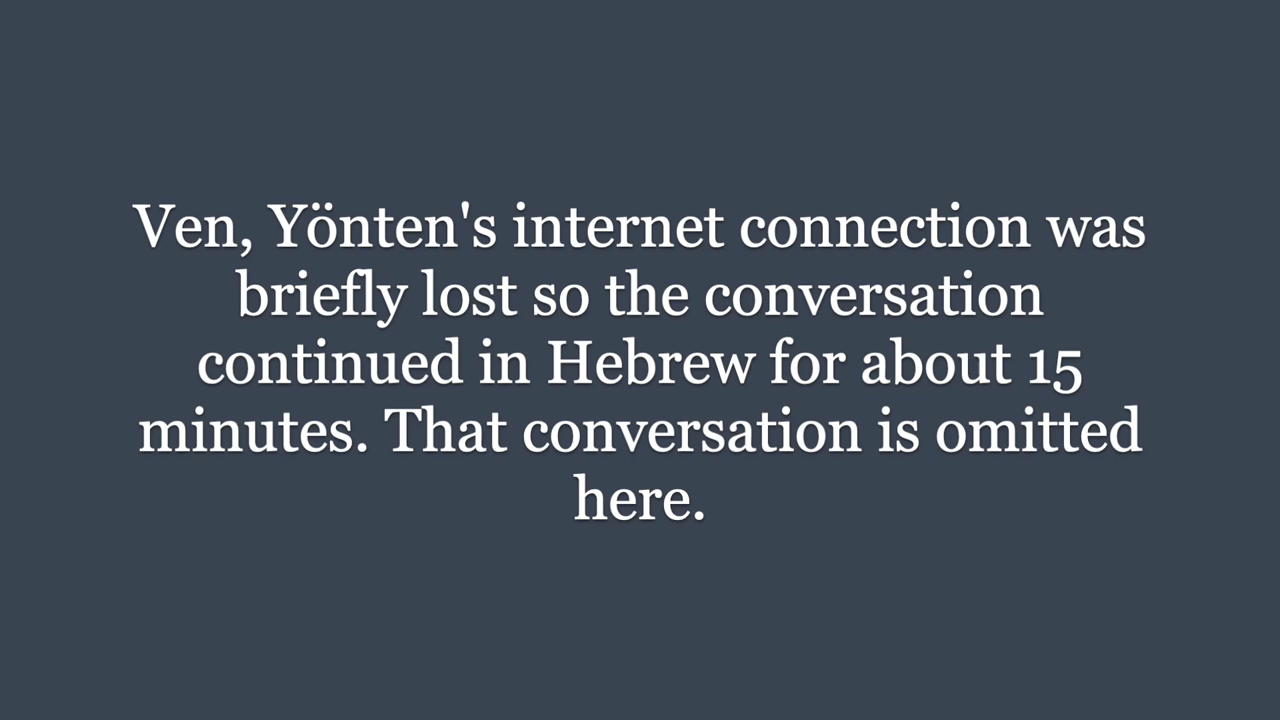 Ven, Yönten's internet connection was
briefly lost so the conversation
continued in Hebrew for about 15
minutes. That conversation is omitted
here.